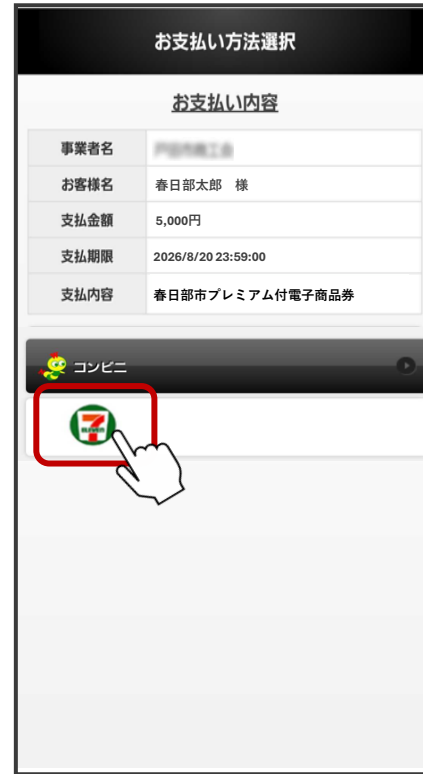 お支払い方法選択
お支払い内容
事業者名
お客様名 春日部太郎 様
支払金額 5,000円
支払期限 2026/8/20 23:59:00
支払内容 春日部市プレミアム付電子商品券
コンビニ
7
ELEVEN